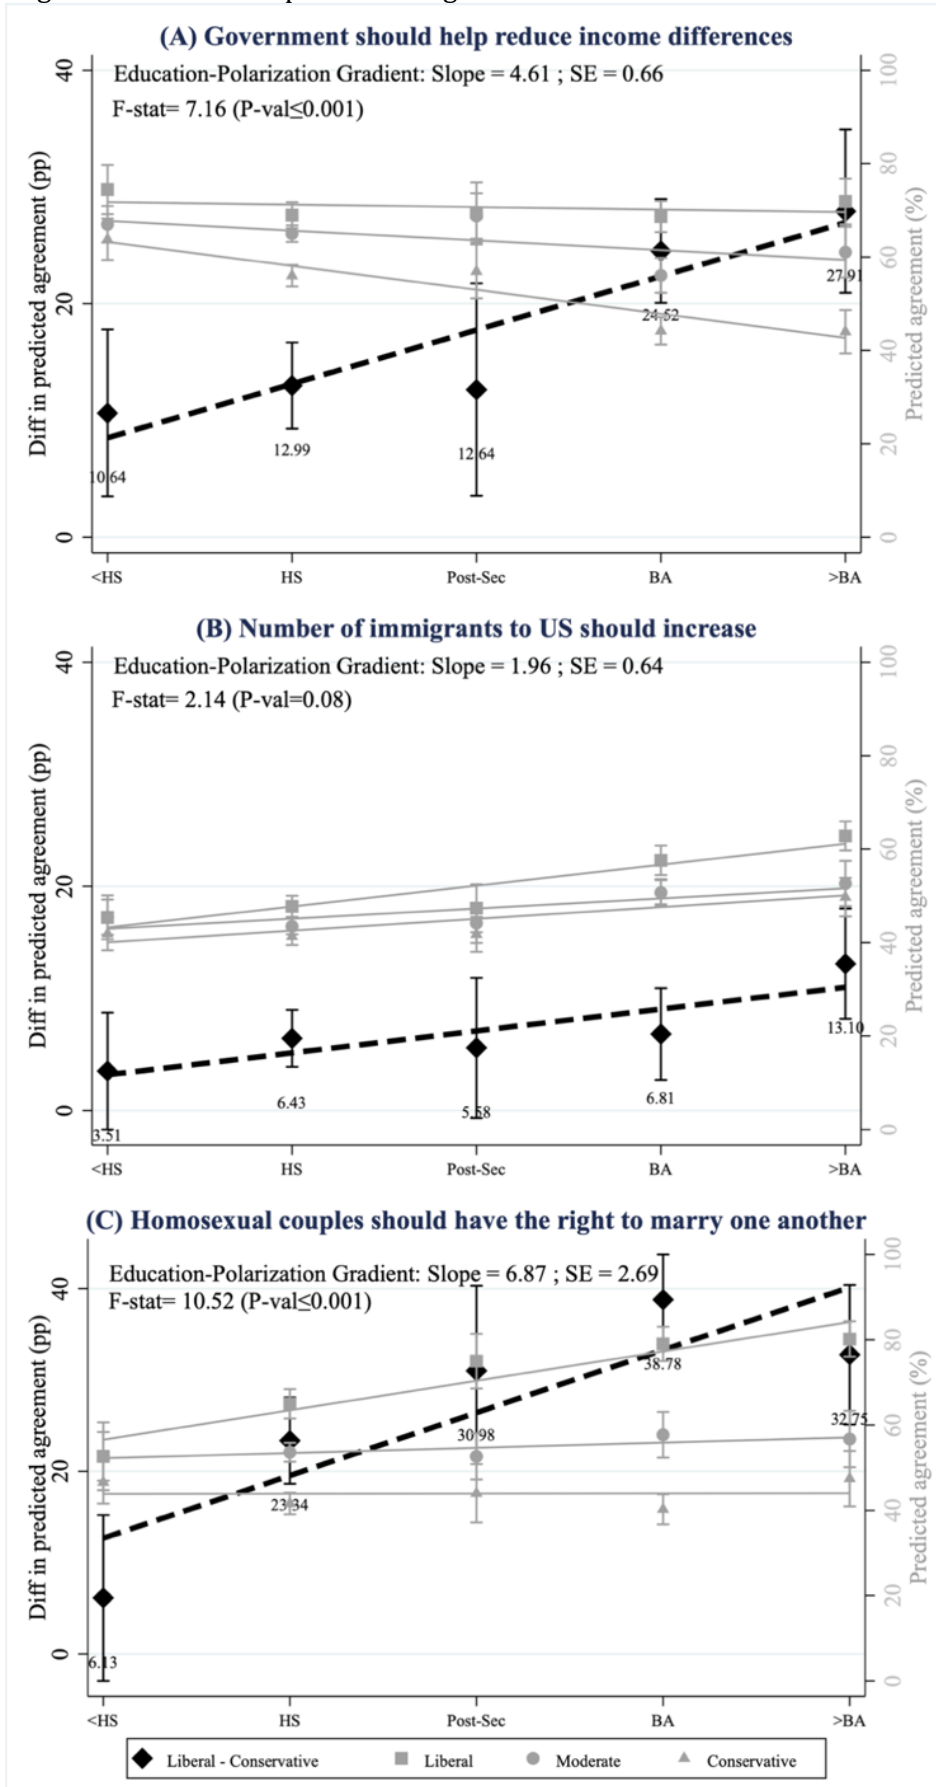 (A) Government should help reduce income differences
Education-Polarization Gradient: Slope = 4.61 ; SE = 0.66
F-stat= 7.16 (P-val≤0.001)
Diff in predicted agreement (pp)
40
20
0
Predicted agreement (%)
100
80
60
40
20
0
10.64
12.99
12.64
24.52
27.91
<HS
HS
Post-Sec
BA
>BA
(B) Number of immigrants to US should increase
Education-Polarization Gradient: Slope = 1.96 ; SE = 0.64
F-stat= 2.14 (P-val=0.08)
Diff in predicted agreement (pp)
40
20
0
Predicted agreement (%)
100
80
60
40
20
0
3.51
6.43
5.58
6.81
13.10
<HS
HS
Post-Sec
BA
>BA
(C) Homosexual couples should have the right to marry one another
Education-Polarization Gradient: Slope = 6.87 ; SE = 2.69
F-stat= 10.52 (P-val≤0.001)
Diff in predicted agreement (pp)
40
20
0
Predicted agreement (%)
100
80
60
40
20
0
6.13
23.34
30.98
38.78
32.75
<HS
HS
Post-Sec
BA
>BA
Liberal - Conservative
Liberal
Moderate
Conservative